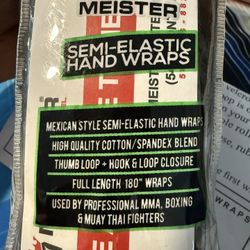 MEISTER
SEMI-ELASTIC
HAND WRAPS
MEXICAN STYLE SEMI-ELASTIC HAND WRAPS
HIGH QUALITY COTTON/SPANDEX BLEND
THUMB LOOP + HOOK & LOOP CLOSURE
FULL LENGTH 180" WRAPS
USED BY PROFESSIONAL MMA, BOXING
& MUAY THAI FIGHTERS